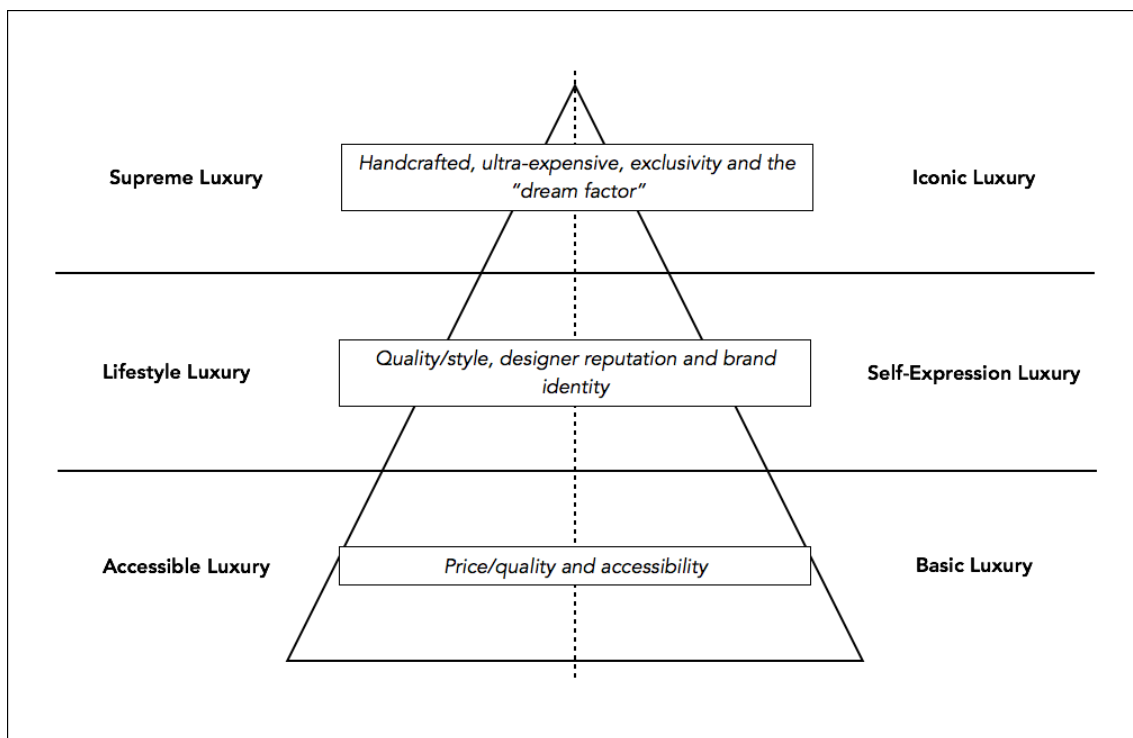 Supreme Luxury
Handcrafted, ultra-expensive, exclusivity and the
"dream factor"
Iconic Luxury
Lifestyle Luxury
Quality/style, designer reputation and brand
identity
Self-Expression Luxury
Accessible Luxury
Price/quality and accessibility
Basic Luxury